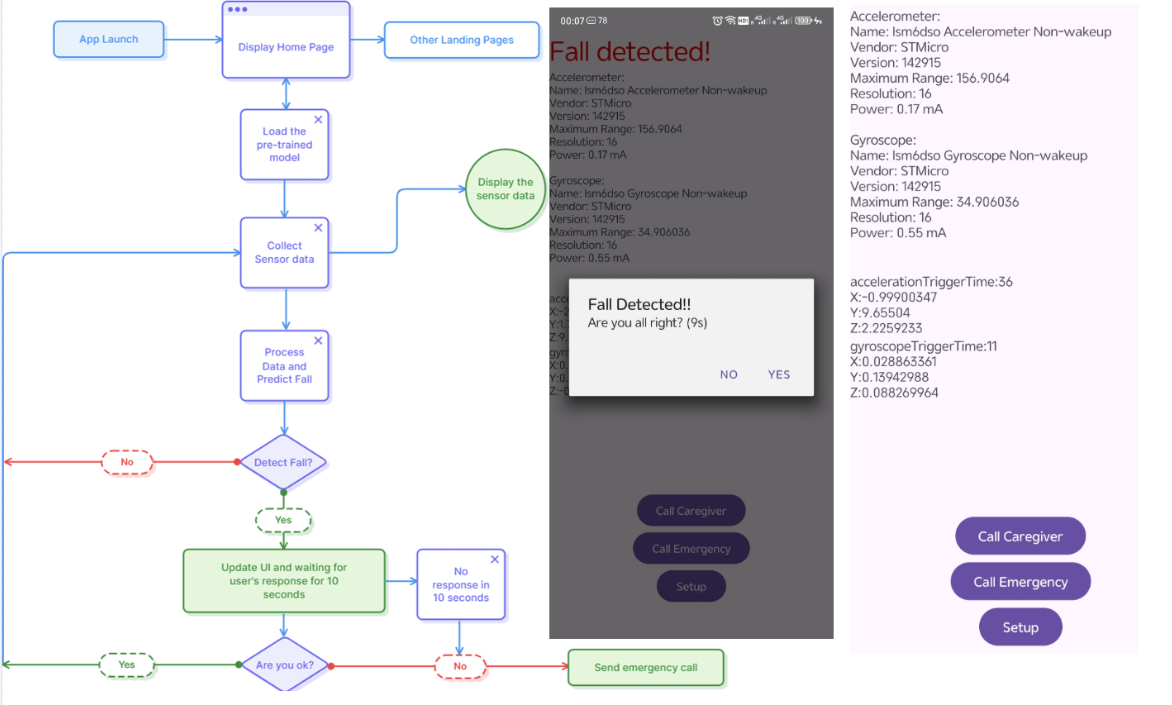 App Launch
Display Home Page
Other Landing Pages
Load the
pre-trained
model
Collect
Sensor data
Display the
sensor data
Process
Data and
Predict Fall
Detect Fall?
No
Yes
Update UI and waiting for
user's response for 10
seconds
No
response in
10 seconds
Are you ok?
Yes
No
Send emergency call
00:07 78
Fall detected!
Accelerometer:
Name: lsm6dso Accelerometer Non-wakeup
Vendor: STMicro
Version: 142915
Maximum Range: 156.9064
Resolution: 16
Power: 0.17 mA
Gyroscope:
Name: lsm6dso Gyroscope Non-wakeup
Vendor: STMicro
Version: 142915
Maximum Range: 34.906036
Resolution: 16
Power: 0.55 mA
Fall Detected!!
Are you all right? (9s)
NO YES
Call Caregiver
Call Emergency
Setup
Accelerometer:
Name: lsm6dso Accelerometer Non-wakeup
Vendor: STMicro
Version: 142915
Maximum Range: 156.9064
Resolution: 16
Power: 0.17 mA
Gyroscope:
Name: lsm6dso Gyroscope Non-wakeup
Vendor: STMicro
Version: 142915
Maximum Range: 34.906036
Resolution: 16
Power: 0.55 mA
accelerationTriggerTime:36
X:-0.99900347
Y:9.65504
Z:2.2259233
gyroscopeTriggerTime:11
X:0.028863361
Y:0.13942988
Z:0.088269964
Call Caregiver
Call Emergency
Setup